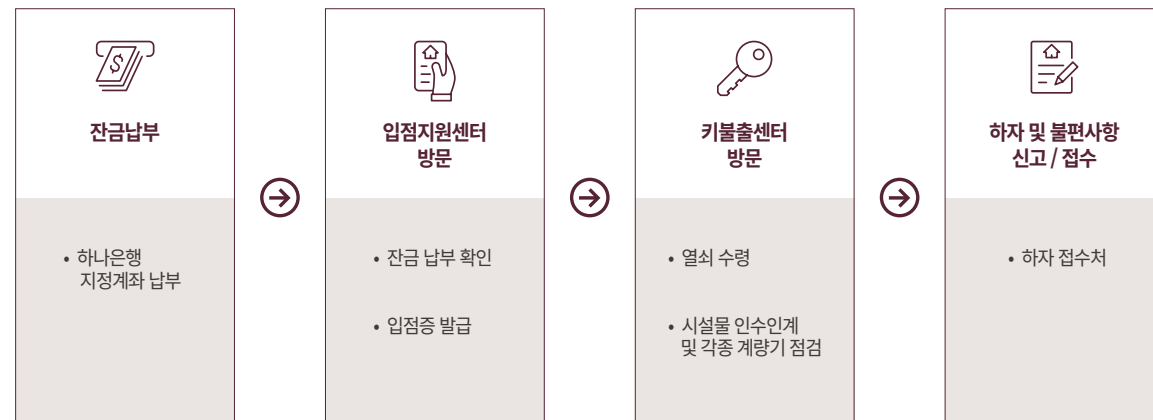 잔금납부
• 하나은행
지정계좌 납부
입점지원센터
방문
• 잔금 납부 확인
• 입점증 발급
키불출센터
방문
• 열쇠 수령
• 시설물 인수인계
및 각종 계량기 점검
하자 및 불편사항
신고 / 접수
• 하자 접수처